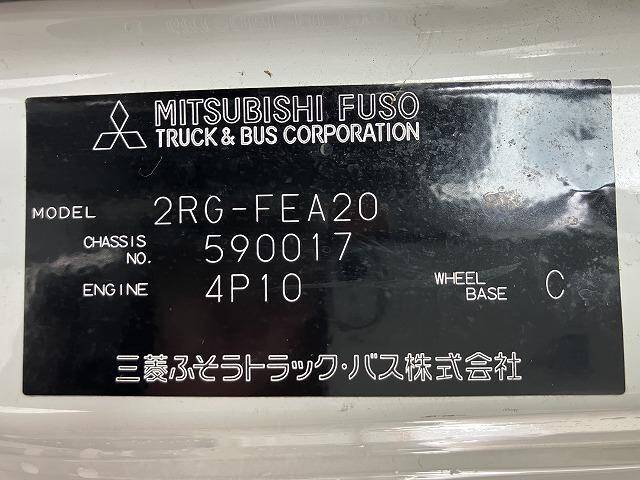 MITSUBISHI FUSO
TRUCK & BUS CORPORATION
MODEL 2RG-FEA20
CHASSIS NO. 590017
ENGINE 4P10 WHEEL BASE C
三菱ふそうトラック・バス株式会社